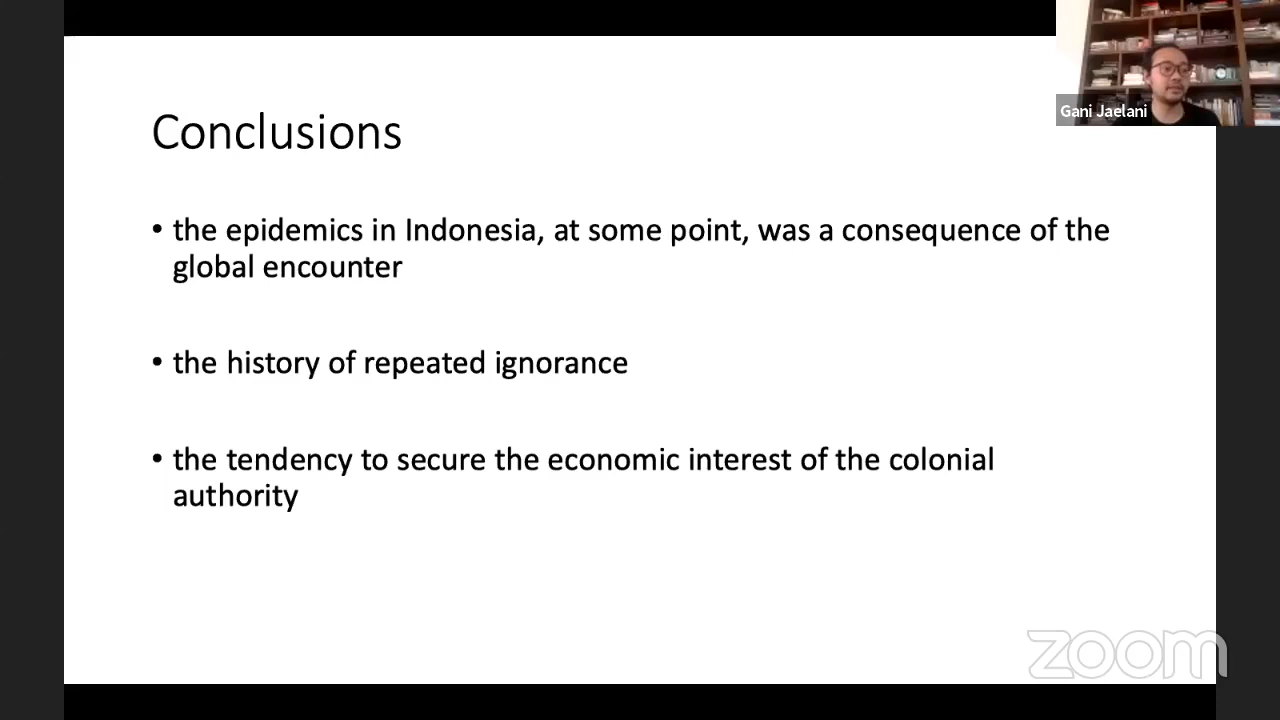 Gani Jaelani
Conclusions
• the epidemics in Indonesia, at some point, was a consequence of the
global encounter
• the history of repeated ignorance
• the tendency to secure the economic interest of the colonial
authority
zoom